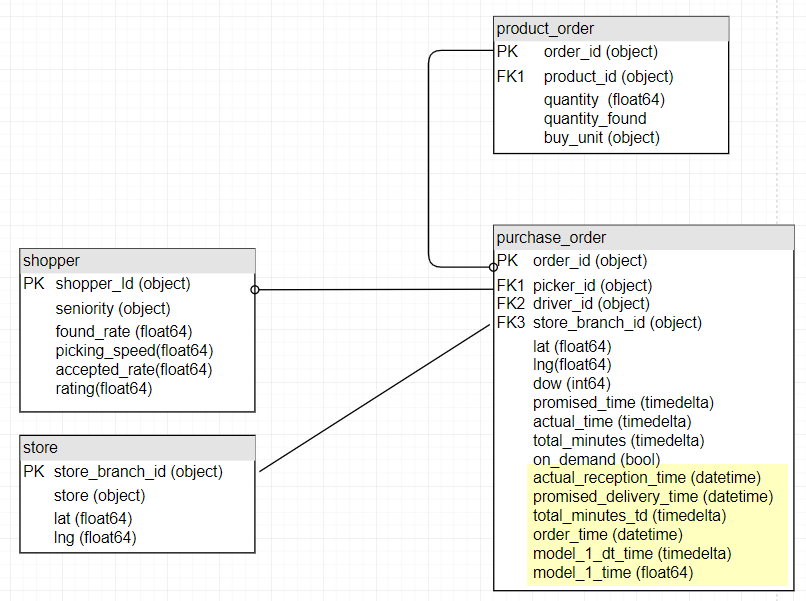 product_order
PK order_id (object)
FK1 product_id (object)
quantity (float64)
quantity_found
buy_unit (object)
purchase_order
PK order_id (object)
FK1 picker_id (object)
FK2 driver_id (object)
FK3 store_branch_id (object)
lat (float64)
lng(float64)
dow (int64)
promised_time (timedelta)
actual_time (timedelta)
total_minutes (timedelta)
on_demand (bool)
actual_reception_time (datetime)
promised_delivery_time (datetime)
total_minutes_td (timedelta)
order_time (datetime)
model_1_dt_time (timedelta)
model_1_time (float64)
shopper
PK shopper_Id (object)
seniority (object)
found_rate (float64)
picking_speed(float64)
accepted_rate(float64)
rating(float64)
store
PK store_branch_id (object)
store (object)
lat (float64)
lng (float64)